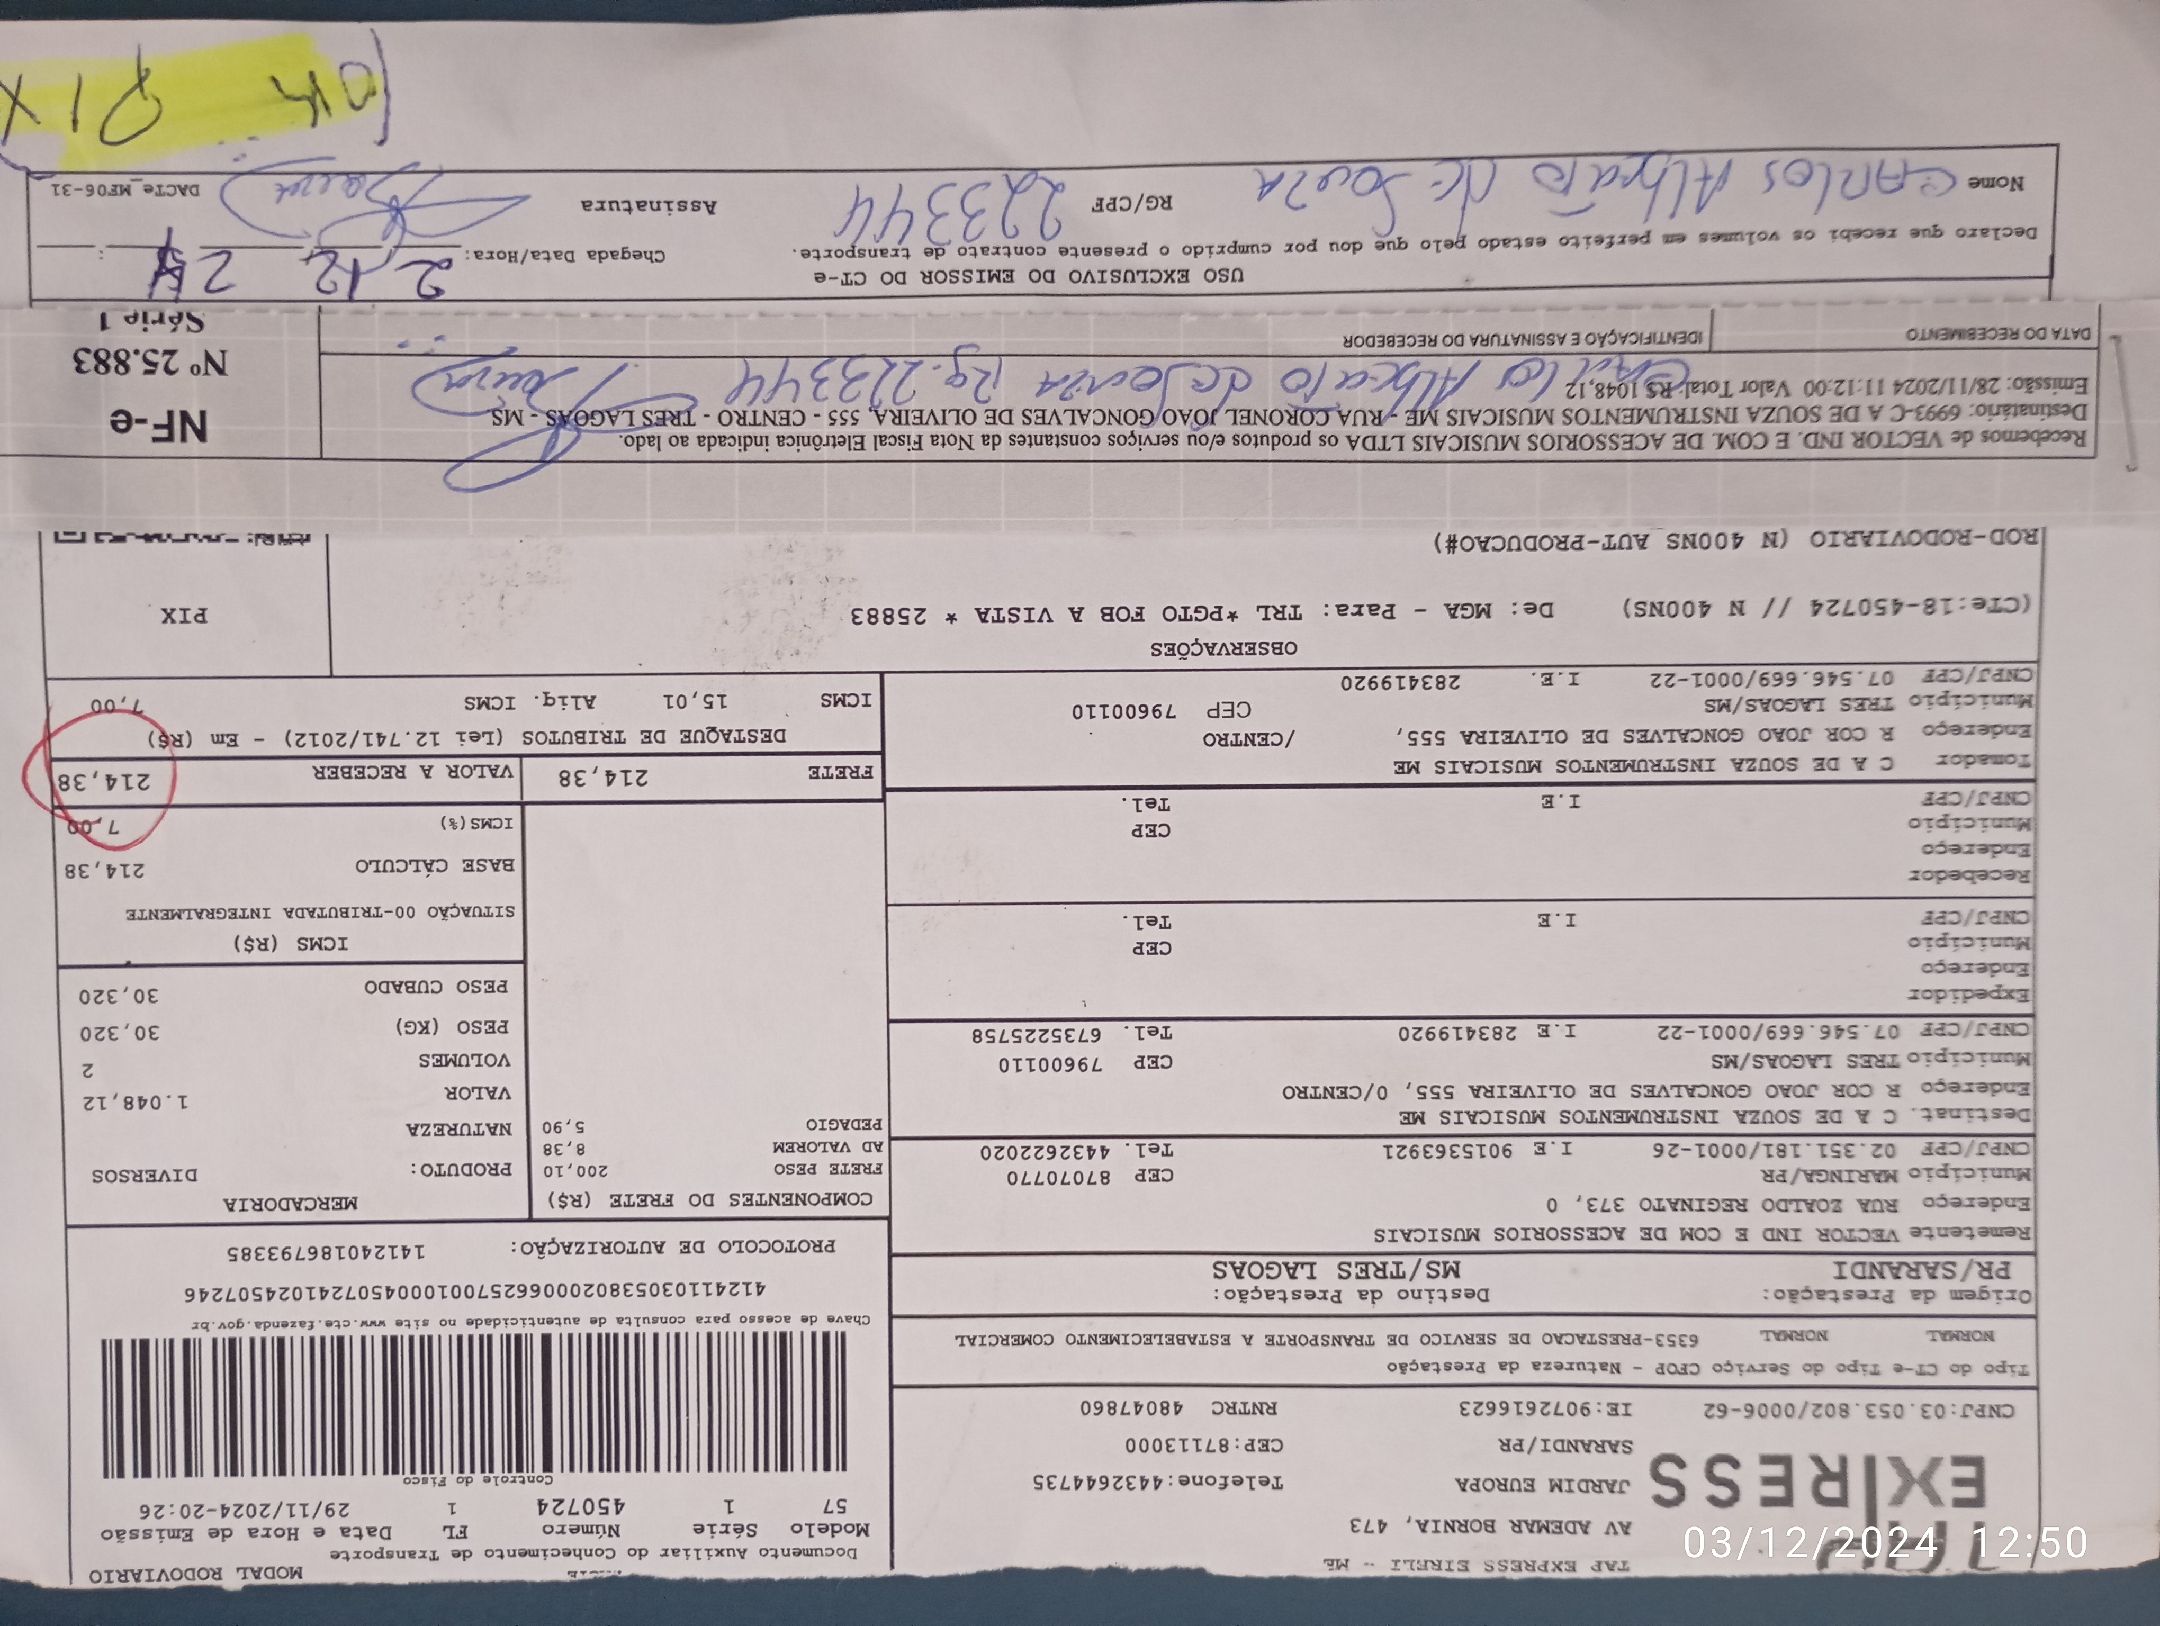 DACTE
MODAL RODOVIARIO
TAP EXPRESS EIRELI - ME
AV ADEMAR BORNIA, 473
JARDIM EUROPA
Telefone:4432644735
SARANDI/PR
CEP:87113000
CNPJ:03.053.802/0006-62
IE:9072616623
RNTRC 48047860
TAP
EXPRESS
Documento Auxiliar do Conhecimento de Transporte
Modelo Série Número FL Data e Hora de Emissão
57 1 450724 1 29/11/2024-20:26
Controle do Fisco
Chave de acesso para consulta de autenticidade no site www.cte.fazenda.gov.br
41241103053802000662570010004507241024507246
PROTOCOLO DE AUTORIZAÇÃO: 141240186793385
Tipo do CT-e Tipo do Serviço CFOP - Natureza da Prestação
NORMAL NORMAL 6353-PRESTACAO DE SERVICO DE TRANSPORTE A ESTABELECIMENTO COMERCIAL
Origem da Prestação: Destino da Prestação:
PR/SARANDI MS/TRES LAGOAS
Remetente VECTOR IND E COM DE ACESSORIOS MUSICAIS
Endereço RUA ZOALDO REGINATO 373, 0
Município MARINGA/PR CEP 87070770
CNPJ/CPF 02.351.181/0001-26 I.E 9015363921 Tel. 4432622020
Destinat. C A DE SOUZA INSTRUMENTOS MUSICAIS ME
Endereço R COR JOAO GONCALVES DE OLIVEIRA 555, 0/CENTRO
Município TRES LAGOAS/MS CEP 79600110
CNPJ/CPF 07.546.669/0001-22 I.E 283419920 Tel. 6735225758
Expedidor
Endereço
Município CEP
CNPJ/CPF I.E Tel.
Recebedor
Endereço
Município CEP
CNPJ/CPF I.E Tel.
Tomador C A DE SOUZA INSTRUMENTOS MUSICAIS ME
Endereço R COR JOAO GONCALVES DE OLIVEIRA 555, /CENTRO
Município TRES LAGOAS/MS CEP 79600110
CNPJ/CPF 07.546.669/0001-22 I.E. 283419920
COMPONENTES DO FRETE (R$)
FRETE PESO 200,10
AD VALOREM 8,38
PEDAGIO 5,90
MERCADORIA
PRODUTO: DIVERSOS
NATUREZA
VALOR 1.048,12
VOLUMES 2
PESO (KG) 30,320
PESO CUBADO 30,320
ICMS (R$)
SITUAÇÃO 00-TRIBUTADA INTEGRALMENTE
BASE CÁLCULO 214,38
ICMS(%) 7,00
FRETE 214,38 VALOR A RECEBER 214,38
DESTAQUE DE TRIBUTOS (Lei 12.741/2012) - Em (R$)
ICMS 15,01 Aliq. ICMS 7,00
OBSERVAÇÕES
(CTe:18-450724 // N 400NS) De: MGA - Para: TRL *PGTO FOB A VISTA * 25883
PIX
ROD-RODOVIARIO (N 400NS AUT-PRODUCAO#)
Recebemos de VECTOR IND. E COM. DE ACESSORIOS MUSICAIS LTDA os produtos e/ou serviços constantes da Nota Fiscal Eletrônica indicada ao lado.
Destinatário: 6993-C A DE SOUZA INSTRUMENTOS MUSICAIS ME - RUA CORONEL JOAO GONCALVES DE OLIVEIRA, 555 - CENTRO - TRES LAGOAS - MS
Emissão: 28/11/2024 11:12:00 Valor Total: R$ 1048,12
Carlos Alberto de Souza Rg. 223344
DATA DO RECEBIMENTO IDENTIFICAÇÃO E ASSINATURA DO RECEBEDOR
NF-e
Nº 25.883
Série 1
USO EXCLUSIVO DO EMISSOR DO CT-e
Declaro que recebi os volumes em perfeito estado pelo que dou por cumprido o presente contrato de transporte.
Chegada Data/Hora: 2 12 24
Nome CARLOS Alberto de Souza RG/CPF 223344 Assinatura
DACTe_MF06-31
OK PIX
03/12/2024 12:50